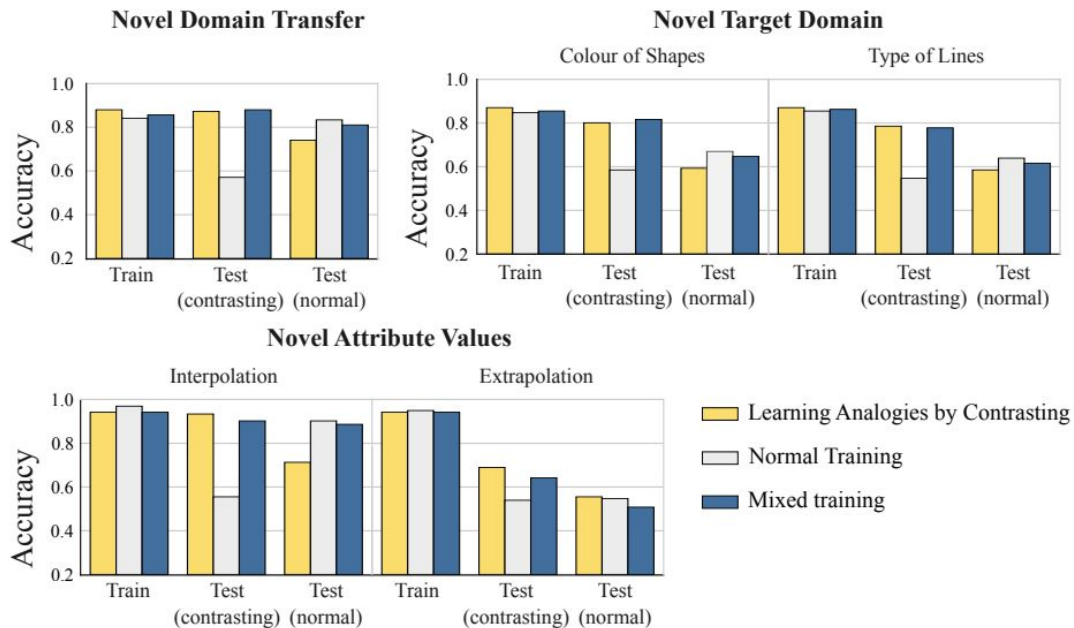 Novel Domain Transfer
Accuracy
1.0
0.8
0.6
0.4
0.2
Train
Test
(contrasting)
Test
(normal)
Novel Target Domain
Colour of Shapes
Type of Lines
Accuracy
1.0
0.8
0.6
0.4
0.2
Train
Test
(contrasting)
Test
(normal)
Train
Test
(contrasting)
Test
(normal)
Novel Attribute Values
Interpolation
Extrapolation
Accuracy
1.0
0.8
0.6
0.4
0.2
Train
Test
(contrasting)
Test
(normal)
Train
Test
(contrasting)
Test
(normal)
Learning Analogies by Contrasting
Normal Training
Mixed training